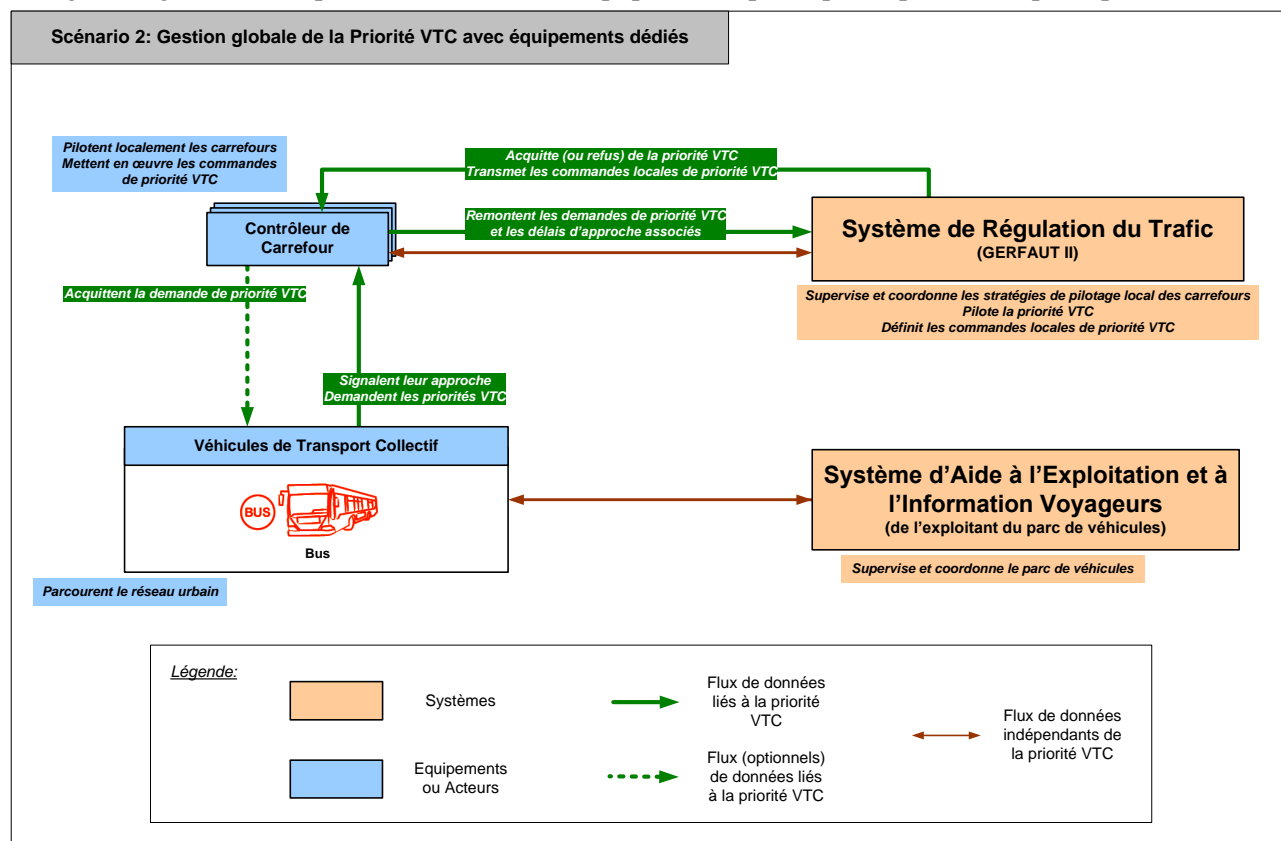 Scénario 2: Gestion globale de la Priorité VTC avec équipements dédiés
Pilotent localement les carrefours
Mettent en œuvre les commandes
de priorité VTC
Acquitte (ou refus) de la priorité VTC
Transmet les commandes locales de priorité VTC
Contrôleur de
Carrefour
Remontent les demandes de priorité VTC
et les délais d'approche associés
Système de Régulation du Trafic
(GERFAUT II)
Acquittent la demande de priorité VTC
Supervise et coordonne les stratégies de pilotage local des carrefours
Pilote la priorité VTC
Définit les commandes locales de priorité VTC
Signalent leur approche
Demandent les priorités VTC
Véhicules de Transport Collectif
BUS
Bus
Système d'Aide à l'Exploitation et à
l'Information Voyageurs
(de l'exploitant du parc de véhicules)
Parcourent le réseau urbain
Supervise et coordonne le parc de véhicules
Légende:
Systèmes
Flux de données
liés à la priorité
VTC
Flux de données
indépendants de
la priorité VTC
Equipements
ou Acteurs
Flux (optionnels)
de données liés
à la priorité VTC